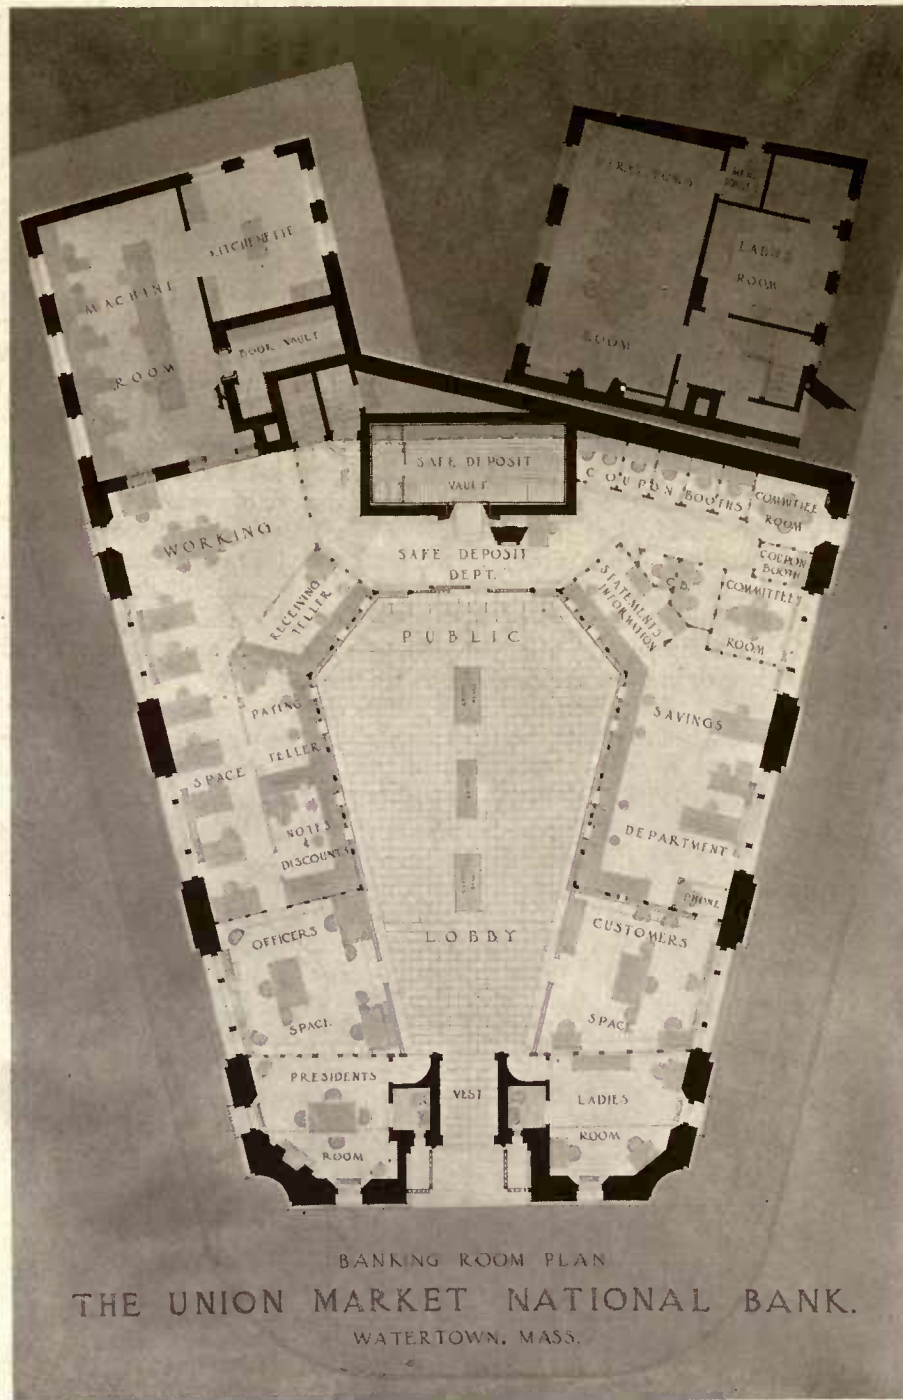 MACHINE
ROOM
KITCHENETTE
BOOK VAULT
DIRECTORS
ROOM
LADIES
ROOM
SAFE DEPOSIT
VAULT
COUPON BOOTHS
COMMITTEE
ROOM
WORKING
SAFE DEPOSIT
DEPT.
COUPON
BOOTH
RECEIVING
TELLER
STATEMENTS
INFORMATION
C.B.
COMMITTEE
ROOM
PUBLIC
PAYING
TELLER
SPACE
SAVINGS
DEPARTMENT
NOTES
&
DISCOUNTS
PHONE
OFFICERS
SPACE
LOBBY
CUSTOMERS
SPACE
PRESIDENTS
ROOM
VEST
LADIES
ROOM
BANKING ROOM PLAN
THE UNION MARKET NATIONAL BANK.
WATERTOWN, MASS.